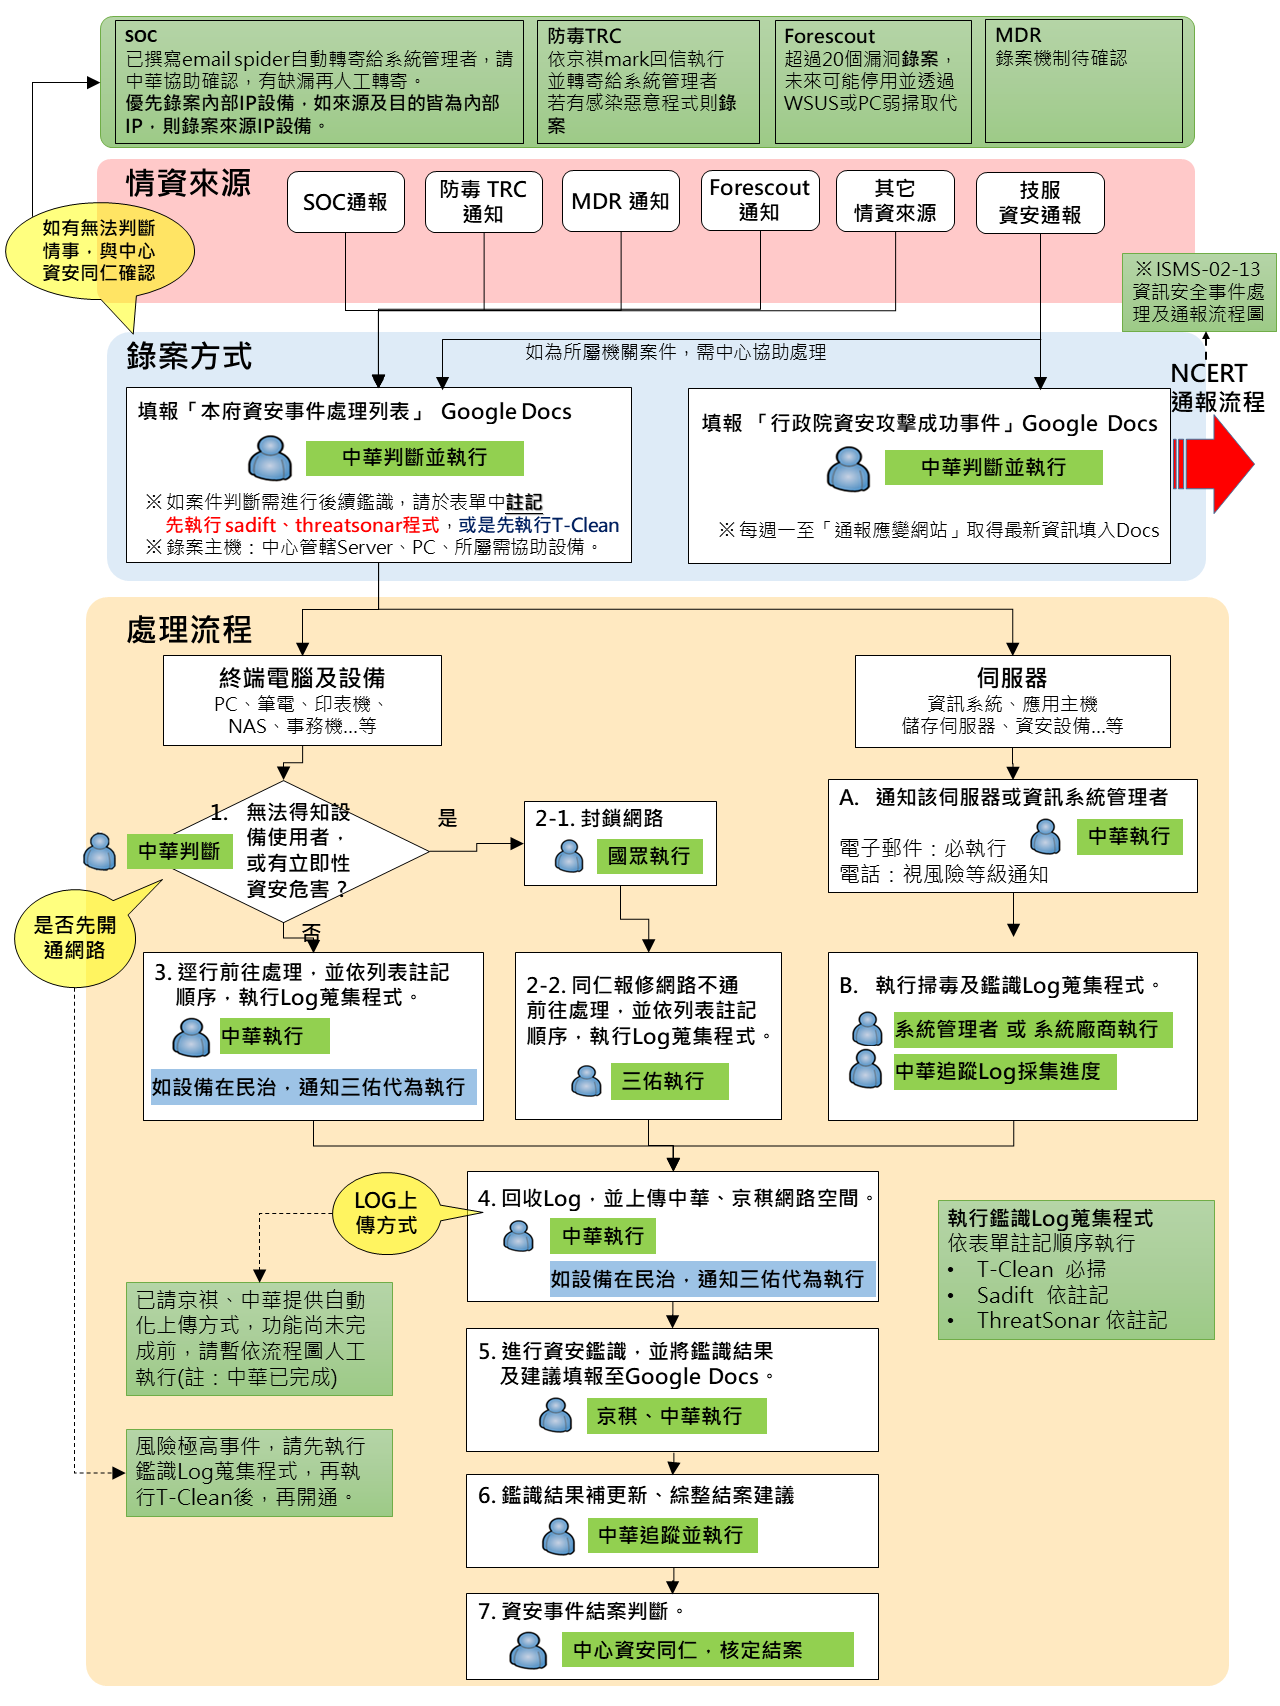 SOC
已撰寫email spider自動轉寄給系統管理者，請
中華協助確認，有缺漏再人工轉寄。
優先錄案內部IP設備，如來源及目的皆為內部
IP，則錄案來源IP設備。
防毒TRC
依京祺mark回信執行
並轉寄給系統管理者
若有感染惡意程式則錄
案
Forescout
超過20個漏洞錄案，
未來可能停用並透過
WSUS或PC弱掃取代
MDR
錄案機制待確認
情資來源
SOC通報
防毒 TRC
通知
MDR 通知
Forescout
通知
其它
情資來源
技服
資安通報
如有無法判斷
情事，與中心
資安同仁確認
※ISMS-02-13
資訊安全事件處
理及通報流程圖
錄案方式
如為所屬機關案件，需中心協助處理
NCERT
通報流程
填報「本府資安事件處理列表」 Google Docs
中華判斷並執行
※如案件判斷需進行後續鑑識，請於表單中註記
先執行sadift、threatsonar程式，或是先執行T-Clean
※錄案主機：中心管轄Server、PC、所屬需協助設備。
填報 「行政院資安攻擊成功事件」Google Docs
中華判斷並執行
※每週一至「通報應變網站」取得最新資訊填入Docs
處理流程
終端電腦及設備
PC、筆電、印表機、
NAS、事務機...等
伺服器
資訊系統、應用主機
儲存伺服器、資安設備...等
1. 無法得知設
備使用者，
或有立即性
資安危害？
中華判斷
是
否
2-1. 封鎖網路
國眾執行
A. 通知該伺服器或資訊系統管理者
中華執行
電子郵件：必執行
電話：視風險等級通知
是否先開
通網路
3. 逕行前往處理，並依列表註記
順序，執行Log蒐集程式。
中華執行
如設備在民治，通知三佑代為執行
2-2. 同仁報修網路不通
前往處理，並依列表註記
順序，執行Log蒐集程式。
三佑執行
B. 執行掃毒及鑑識Log蒐集程式。
系統管理者 或 系統廠商執行
中華追蹤Log採集進度
LOG上
傳方式
4. 回收Log，並上傳中華、京稘網路空間。
中華執行
如設備在民治，通知三佑代為執行
執行鑑識Log蒐集程式
依表單註記順序執行
• T-Clean 必掃
• Sadift 依註記
• ThreatSonar 依註記
已請京祺、中華提供自動
化上傳方式，功能尚未完
成前，請暫依流程圖人工
執行(註：中華已完成)
5. 進行資安鑑識，並將鑑識結果
及建議填報至Google Docs。
京稘、中華執行
風險極高事件，請先執行
鑑識Log蒐集程式，再執
行T-Clean後，再開通。
6. 鑑識結果補更新、綜整結案建議
中華追蹤並執行
7. 資安事件結案判斷。
中心資安同仁，核定結案